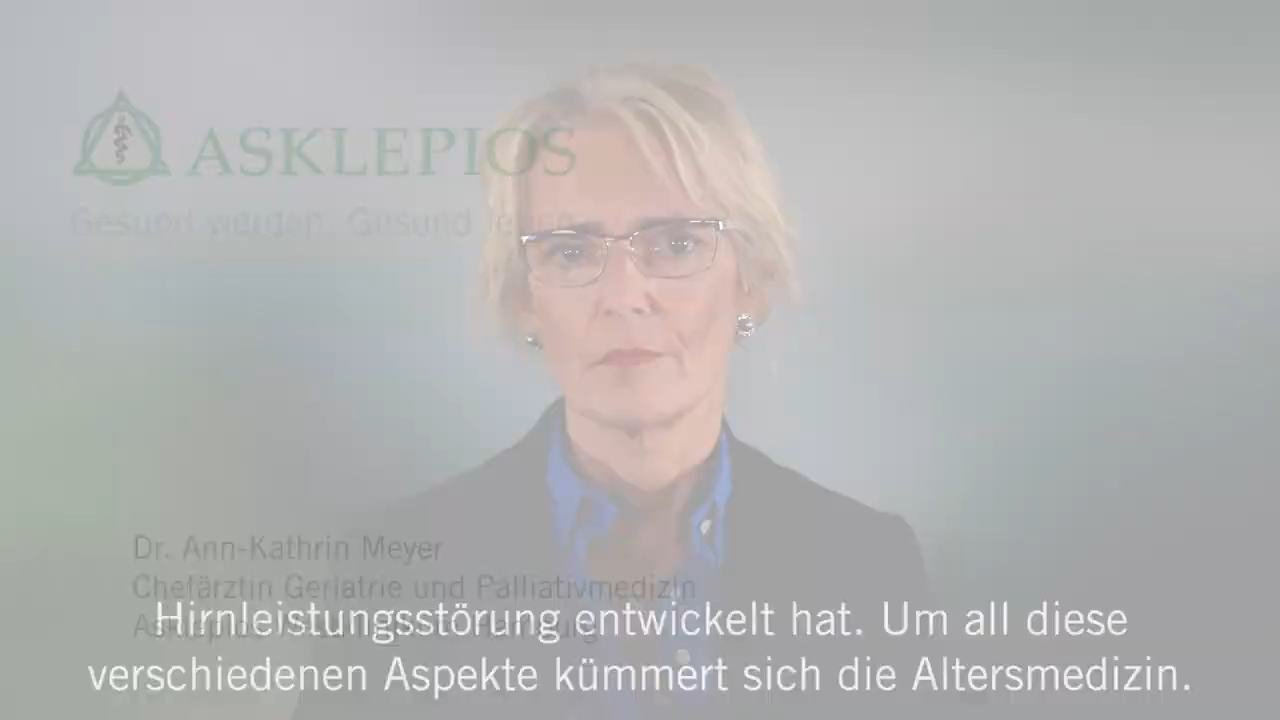 ASKLEPIOS
Gesund werden. Gesund leben.
Dr. Ann-Kathrin Meyer
Chefärztin Geriatrie und Palliativmedizin
Asklepios
Hirnleistungsstörung entwickelt hat. Um all diese
verschiedenen Aspekte kümmert sich die Altersmedizin.